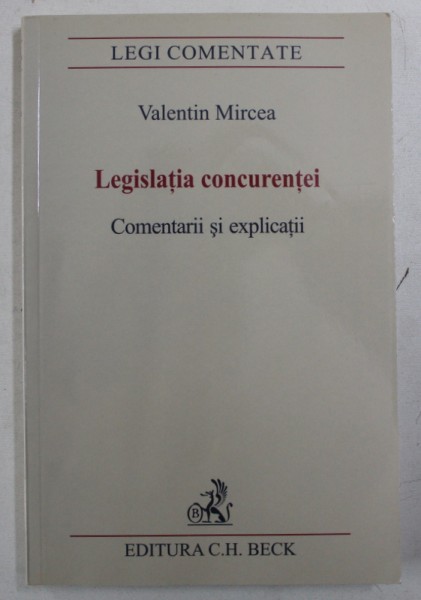 LEGI COMENTATE
Valentin Mircea
Legislația concurenței
Comentarii și explicații
B
EDITURA C.H. BECK